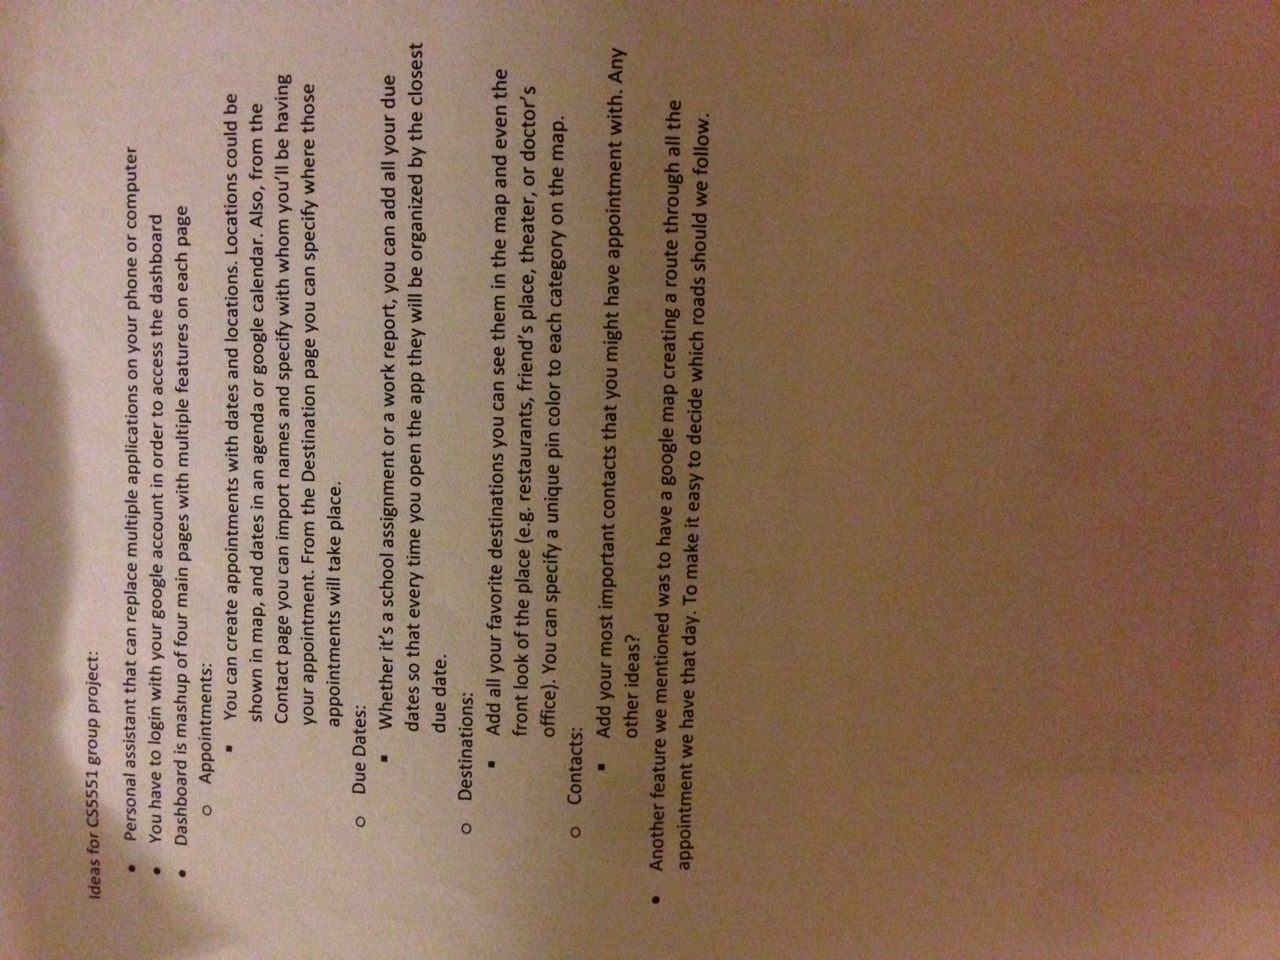 Ideas for CS5551 group project:
• Personal assistant that can replace multiple applications on your phone or computer
• You have to login with your google account in order to access the dashboard
• Dashboard is mashup of four main pages with multiple features on each page
o Appointments:
▪ You can create appointments with dates and locations. Locations could be
shown in map, and dates in an agenda or google calendar. Also, from the
Contact page you can import names and specify with whom you'll be having
your appointment. From the Destination page you can specify where those
appointments will take place.
o Due Dates:
▪ Whether it's a school assignment or a work report, you can add all your due
dates so that every time you open the app they will be organized by the closest
due date.
o Destinations:
▪ Add all your favorite destinations you can see them in the map and even the
front look of the place (e.g. restaurants, friend's place, theater, or doctor's
office). You can specify a unique pin color to each category on the map.
o Contacts:
▪ Add your most important contacts that you might have appointment with. Any
other ideas?
• Another feature we mentioned was to have a google map creating a route through all the
appointment we have that day. To make it easy to decide which roads should we follow.